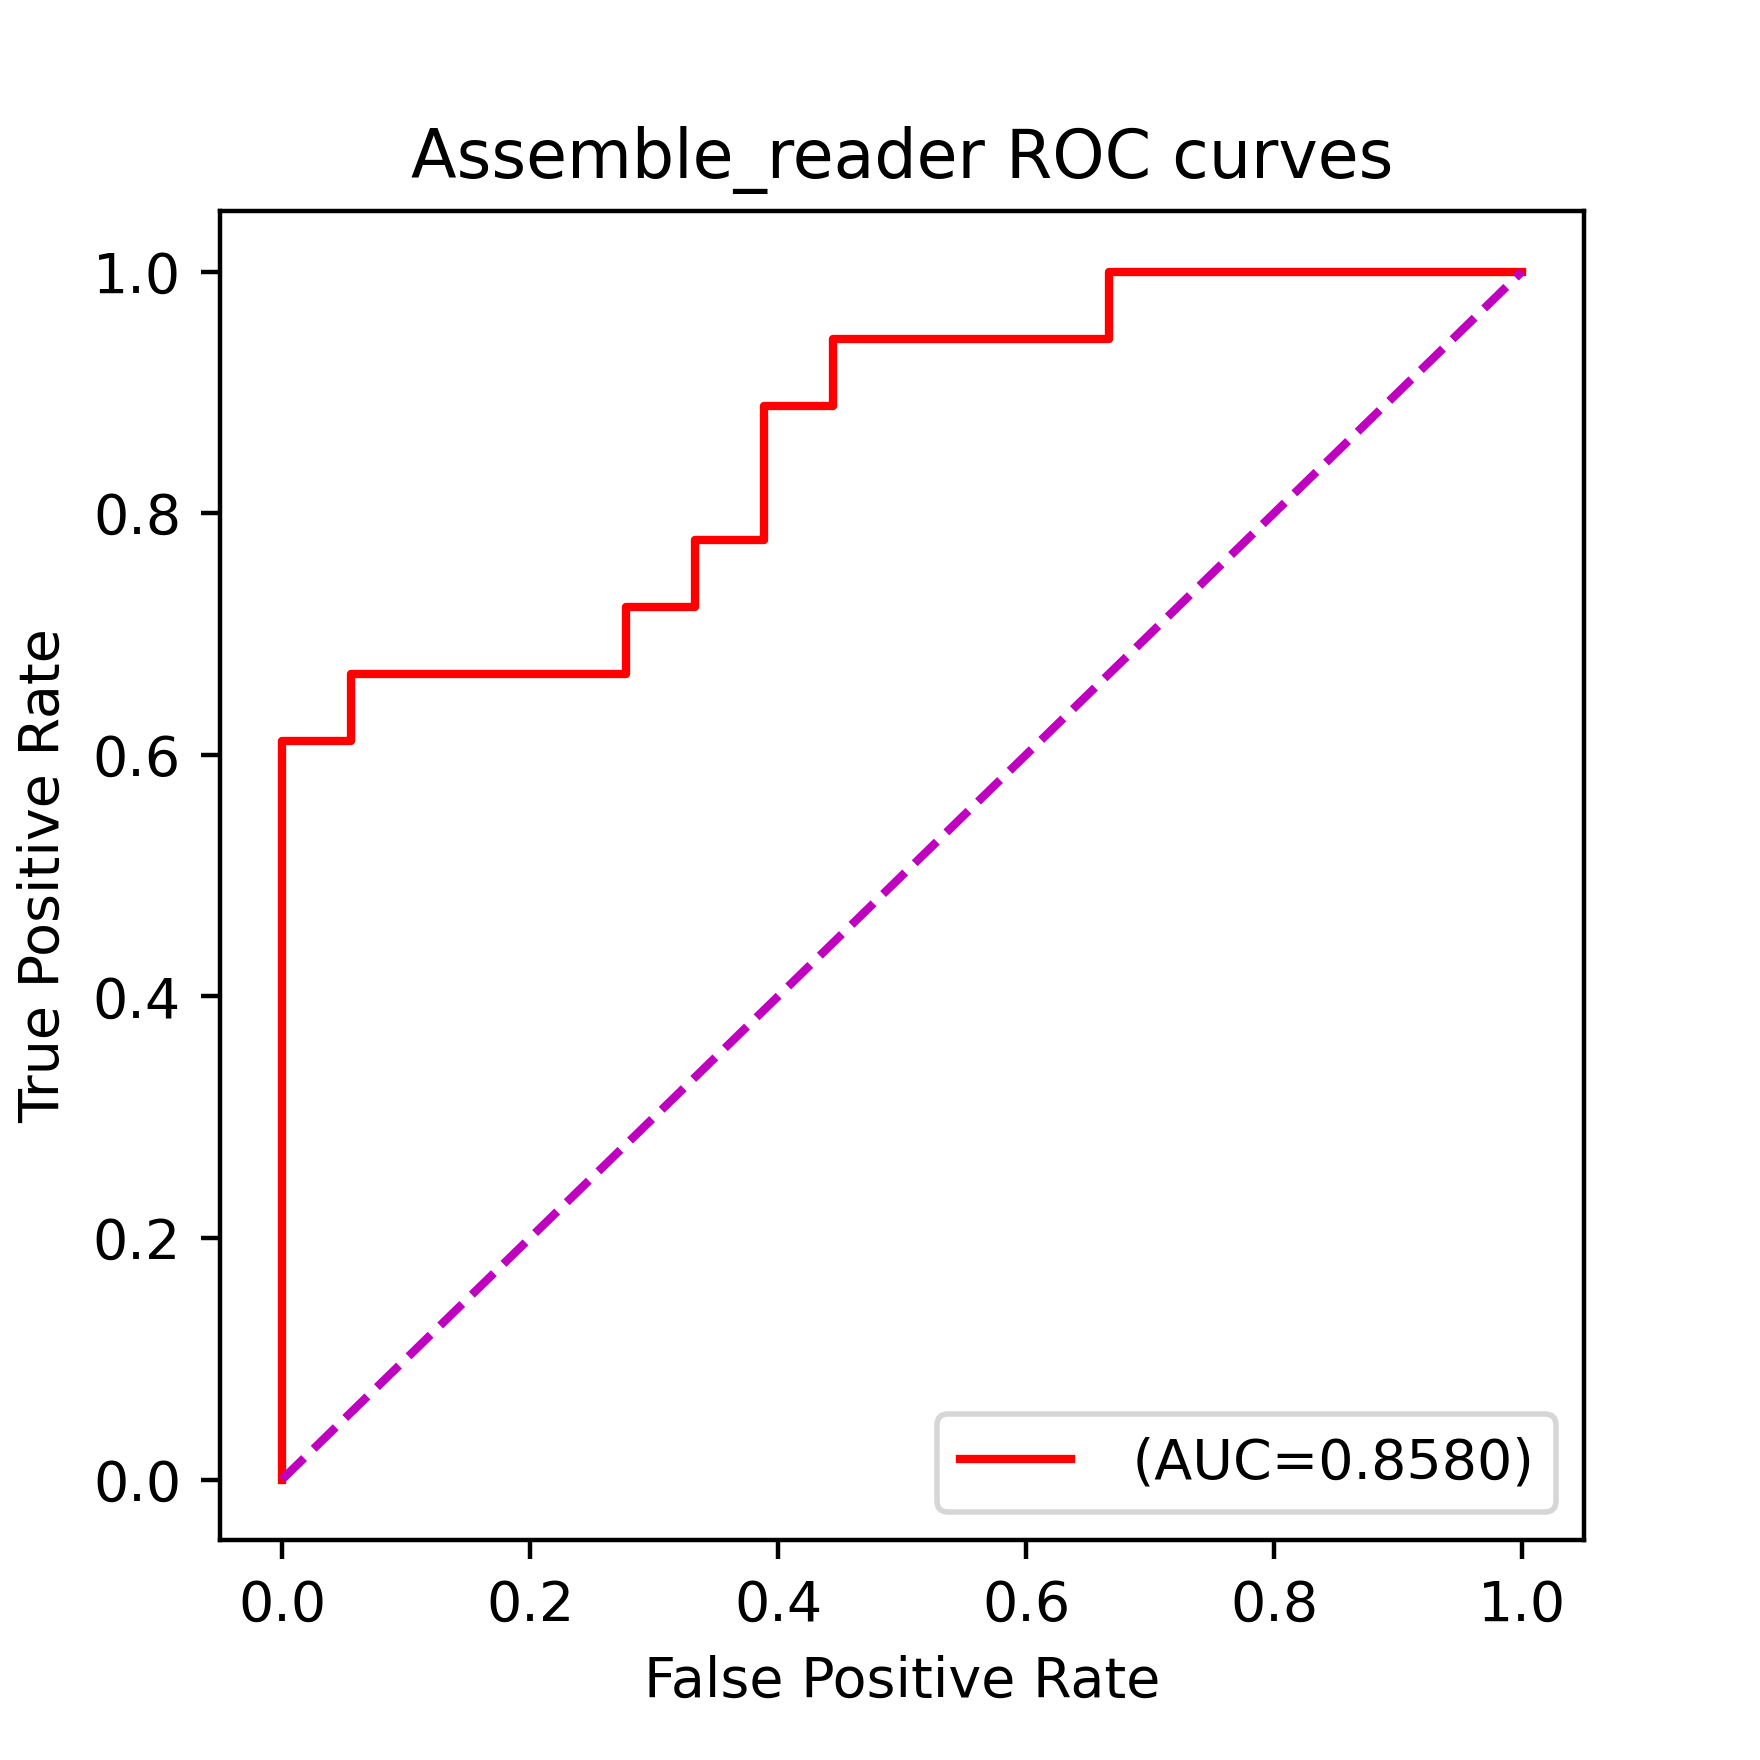 Assemble_reader ROC curves
1.0
0.8
0.6
0.4
0.2
0.0
True Positive Rate
(AUC=0.8580)
0.0 0.2 0.4 0.6 0.8 1.0
False Positive Rate